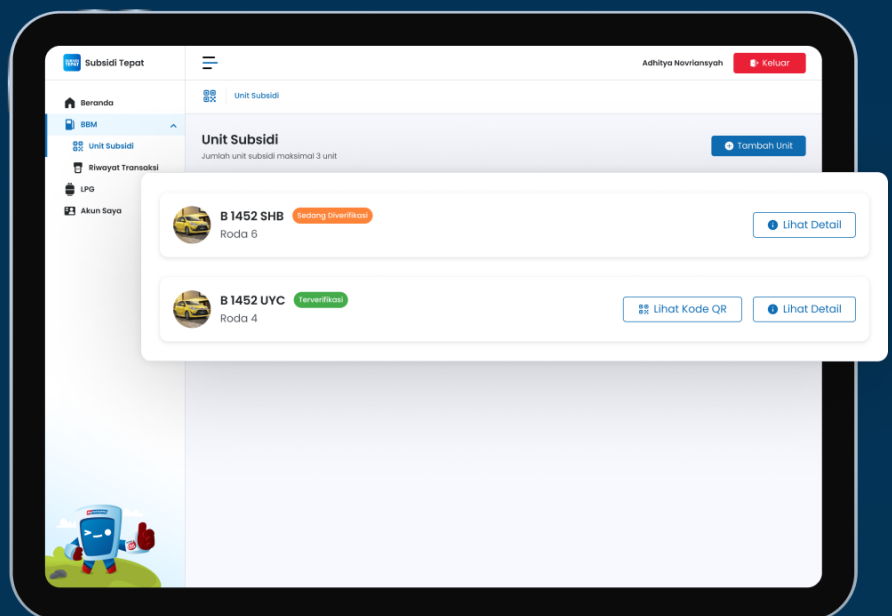 SUBSIDI TEPAT Subsidi Tepat
Adhitya Novriansyah Keluar
Beranda
Unit Subsidi
BBM
Unit Subsidi
Riwayat Transaksi
LPG
Akun Saya
Unit Subsidi
Jumlah unit subsidi maksimal 3 unit
Tambah Unit
B 1452 SHB Sedang Diverifikasi
Roda 6
Lihat Detail
B 1452 UYC Terverifikasi
Roda 4
Lihat Kode QR Lihat Detail